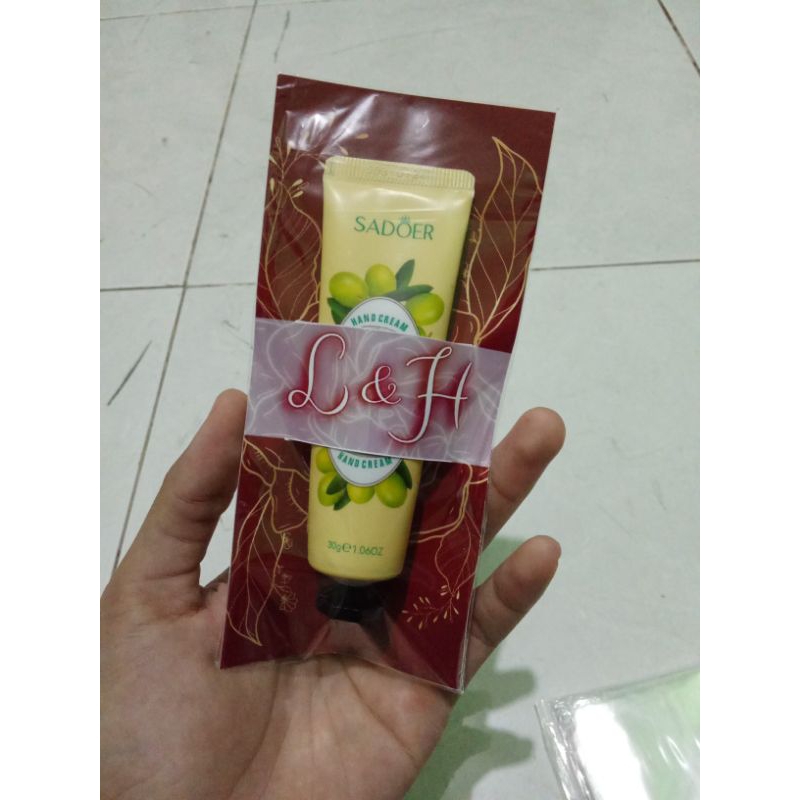 SADOER
HAND CREAM
L & H
HAND CREAM
30g℮1.06OZ